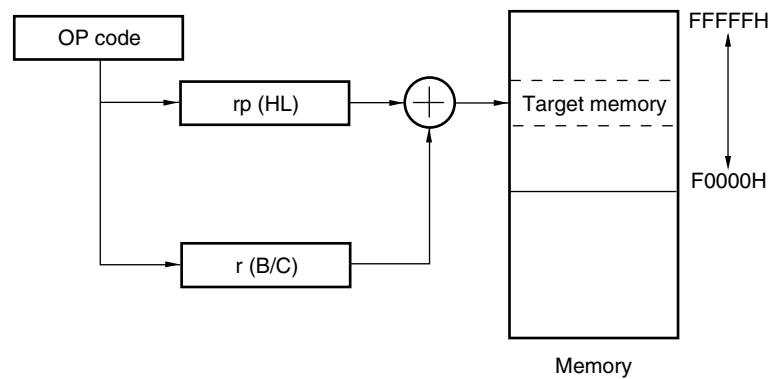 OP code
FFFFFH
rp (HL)
Target memory
F0000H
r (B/C)
Memory